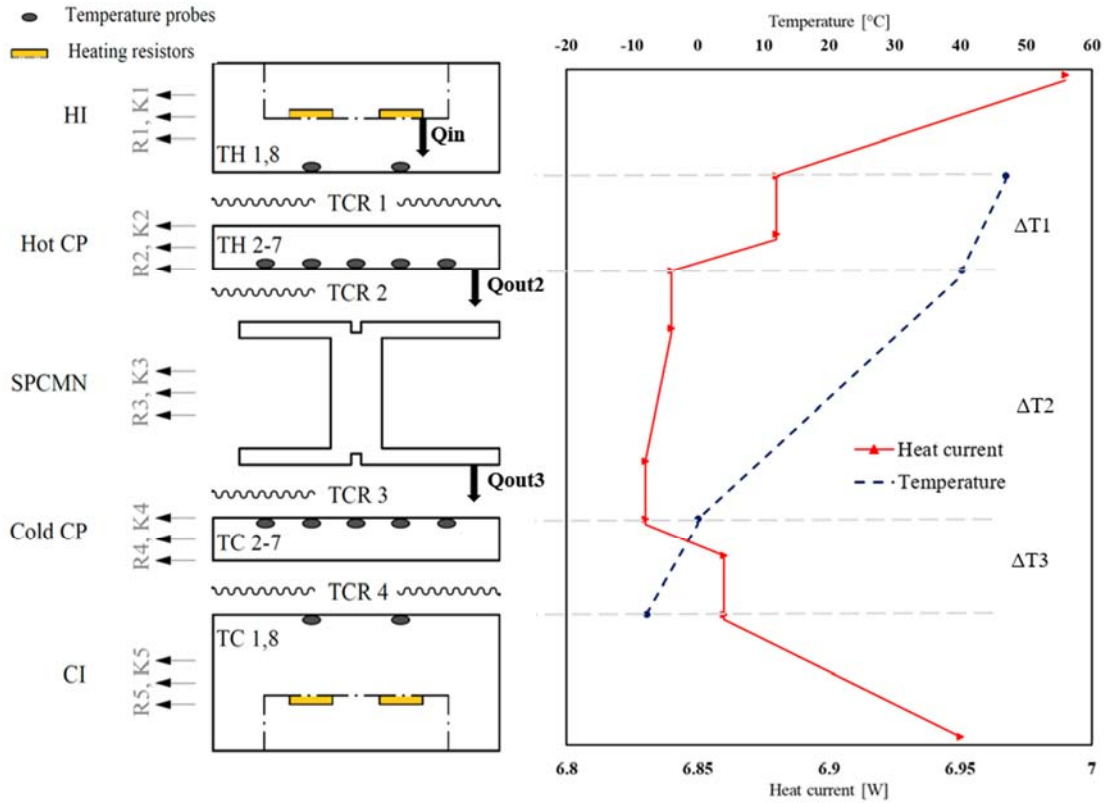 Temperature probes
Heating resistors
HI
R1, K1
Qin
TH 1,8
TCR 1
Hot CP
R2, K2
TH 2-7
Qout2
TCR 2
SPCMN
R3, K3
Qout3
TCR 3
Cold CP
R4, K4
TC 2-7
TCR 4
TC 1,8
CI
R5, K5
Temperature [°C]
-20 -10 0 12 10 40 50 60
ΔT1
ΔT2
Heat current
Temperature
ΔT3
6.8 6.85 6.9 6.95 7
Heat current [W]